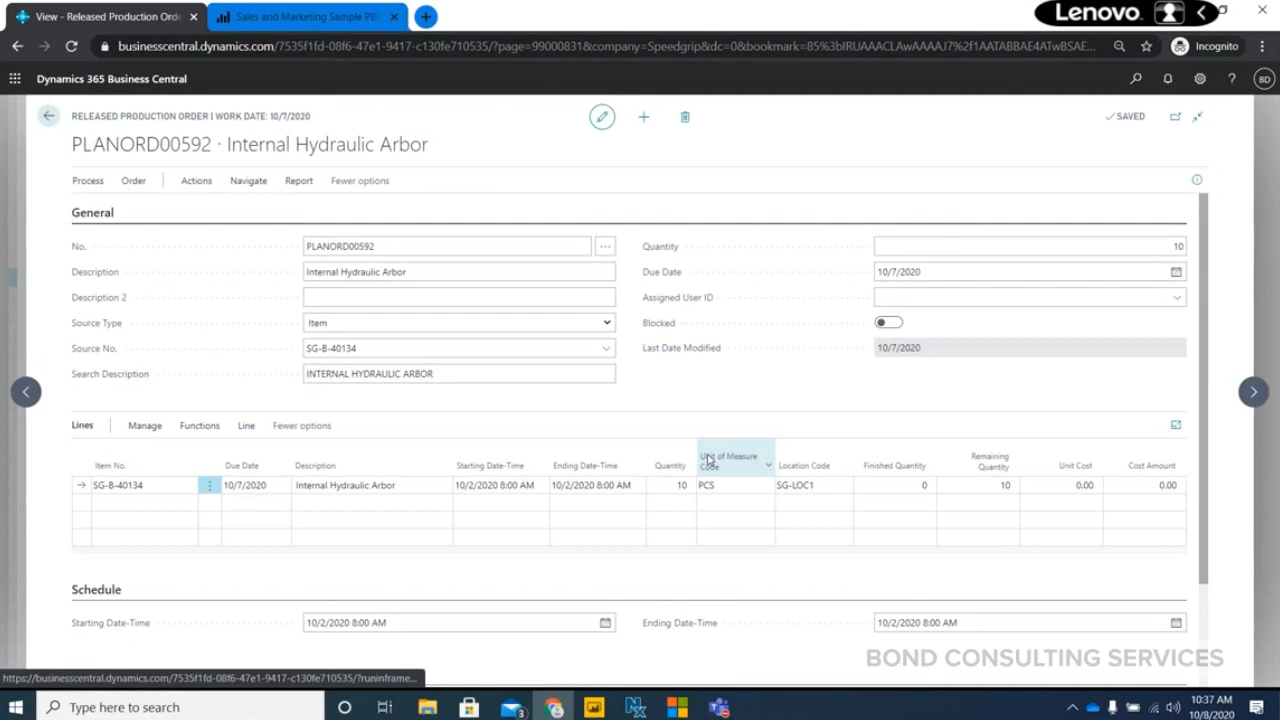 View - Released Production Orde
Sales and Marketing Sample PBI
Lenovo
businesscentral.dynamics.com/7535f1fd-08f6-47e1-9417-c130fe710535/?page=99000831&company=Speedgrip&dc=0&bookmark=85%3bIRUAAACLAwAAAAJ7%2f1AATABBAE4ATwBSAE...
Incognito
Dynamics 365 Business Central
BD
RELEASED PRODUCTION ORDER | WORK DATE: 10/7/2020
SAVED
PLANORD00592 · Internal Hydraulic Arbor
Process Order Actions Navigate Report Fewer options
General
No. PLANORD00592 Quantity 10
Description Internal Hydraulic Arbor Due Date 10/7/2020
Description 2 Assigned User ID
Source Type Item Blocked
Source No. SG-B-40134 Last Date Modified 10/7/2020
Search Description INTERNAL HYDRAULIC ARBOR
Lines Manage Functions Line Fewer options
Item No. Due Date Description Starting Date-Time Ending Date-Time Quantity Unit of Measure Code Location Code Finished Quantity Remaining Quantity Unit Cost Cost Amount
SG-B-40134 10/7/2020 Internal Hydraulic Arbor 10/2/2020 8:00 AM 10/2/2020 8:00 AM 10 PCS SG-LOC1 0 10 0.00 0.00
Schedule
Starting Date-Time 10/2/2020 8:00 AM Ending Date-Time 10/2/2020 8:00 AM
BOND CONSULTING SERVICES
https://businesscentral.dynamics.com/7535f1fd-08f6-47e1-9417-c130fe710535/?runinframe...
Type here to search
10:37 AM
10/8/2020